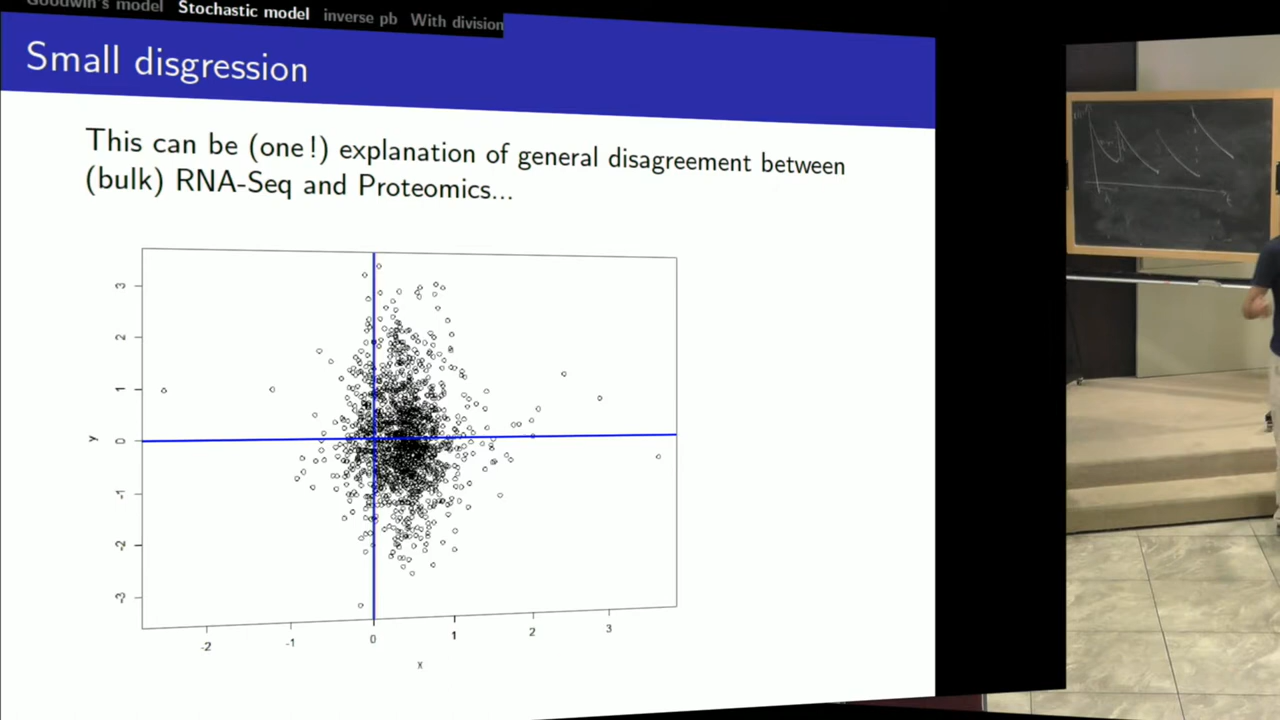 Goodwin's model Stochastic model inverse pb With division
Small disgression
This can be (one!) explanation of general disagreement between
(bulk) RNA-Seq and Proteomics...
3
2
1
0
-1
-2
-3
y
-2 -1 0 1 2 3
x